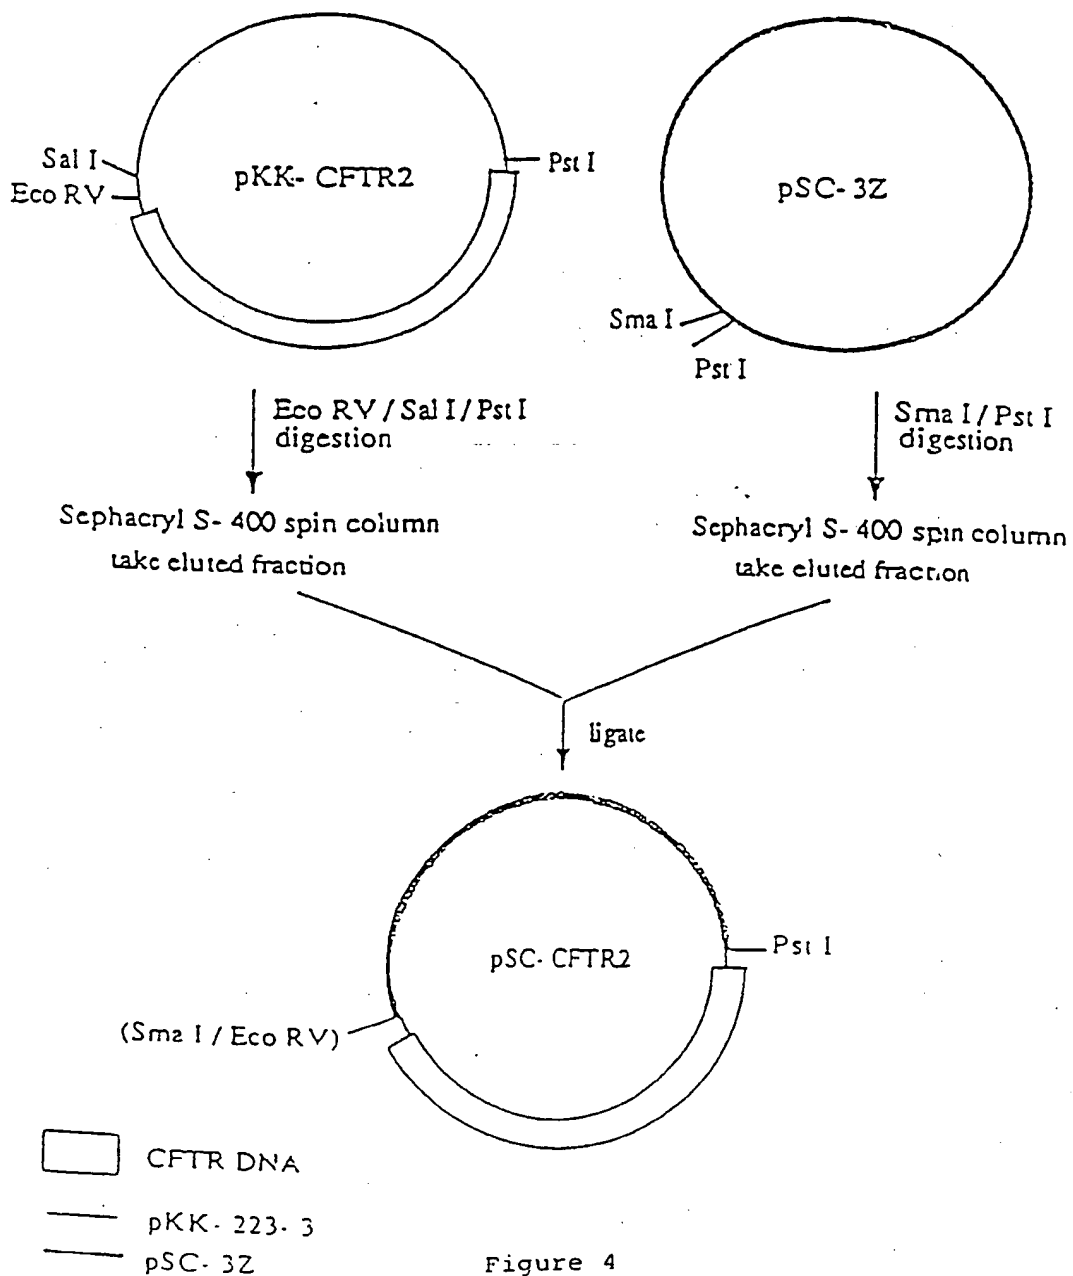 Sal I
Eco RV
pKK- CFTR2
Pst I
pSC- 3Z
Sma I
Pst I
Eco RV / Sal I / Pst I
digestion
Sma I / Pst I
digestion
Sephacryl S- 400 spin column
take eluted fraction
Sephacryl S- 400 spin column
take eluted fraction
ligate
pSC- CFTR2
Pst I
(Sma I / Eco RV)
CFTR DNA
pKK- 223- 3
pSC- 3Z
Figure 4